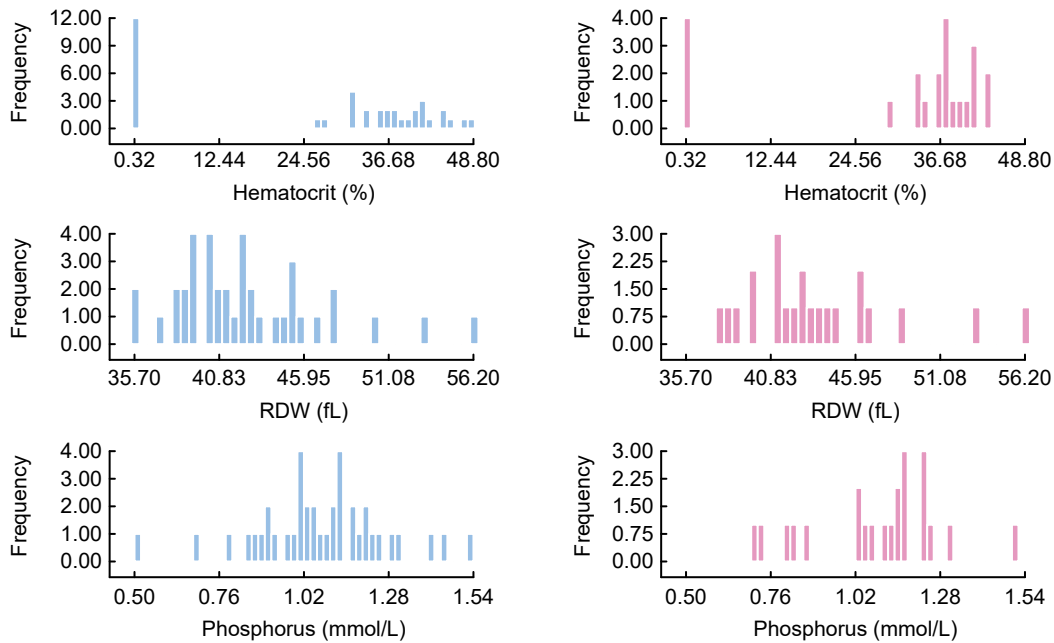 Frequency
12.00
9.00
6.00
3.00
0.00
0.32 12.44 24.56 36.68 48.80
Hematocrit (%)
Frequency
4.00
3.00
2.00
1.00
0.00
0.32 12.44 24.56 36.68 48.80
Hematocrit (%)
Frequency
4.00
3.00
2.00
1.00
0.00
35.70 40.83 45.95 51.08 56.20
RDW (fL)
Frequency
3.00
2.25
1.50
0.75
0.00
35.70 40.83 45.95 51.08 56.20
RDW (fL)
Frequency
4.00
3.00
2.00
1.00
0.00
0.50 0.76 1.02 1.28 1.54
Phosphorus (mmol/L)
Frequency
3.00
2.25
1.50
0.75
0.00
0.50 0.76 1.02 1.28 1.54
Phosphorus (mmol/L)